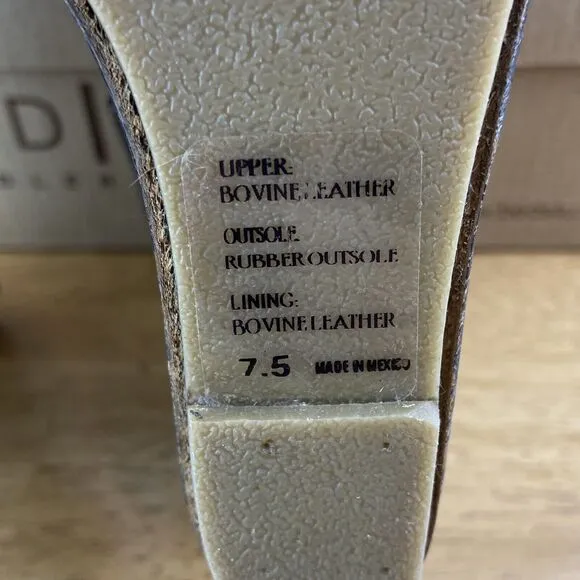 UPPER:
BOVINE LEATHER
OUTSOLE
RUBBER OUTSOLE
LINING:
BOVINE LEATHER
7.5 MADE IN MEXICO